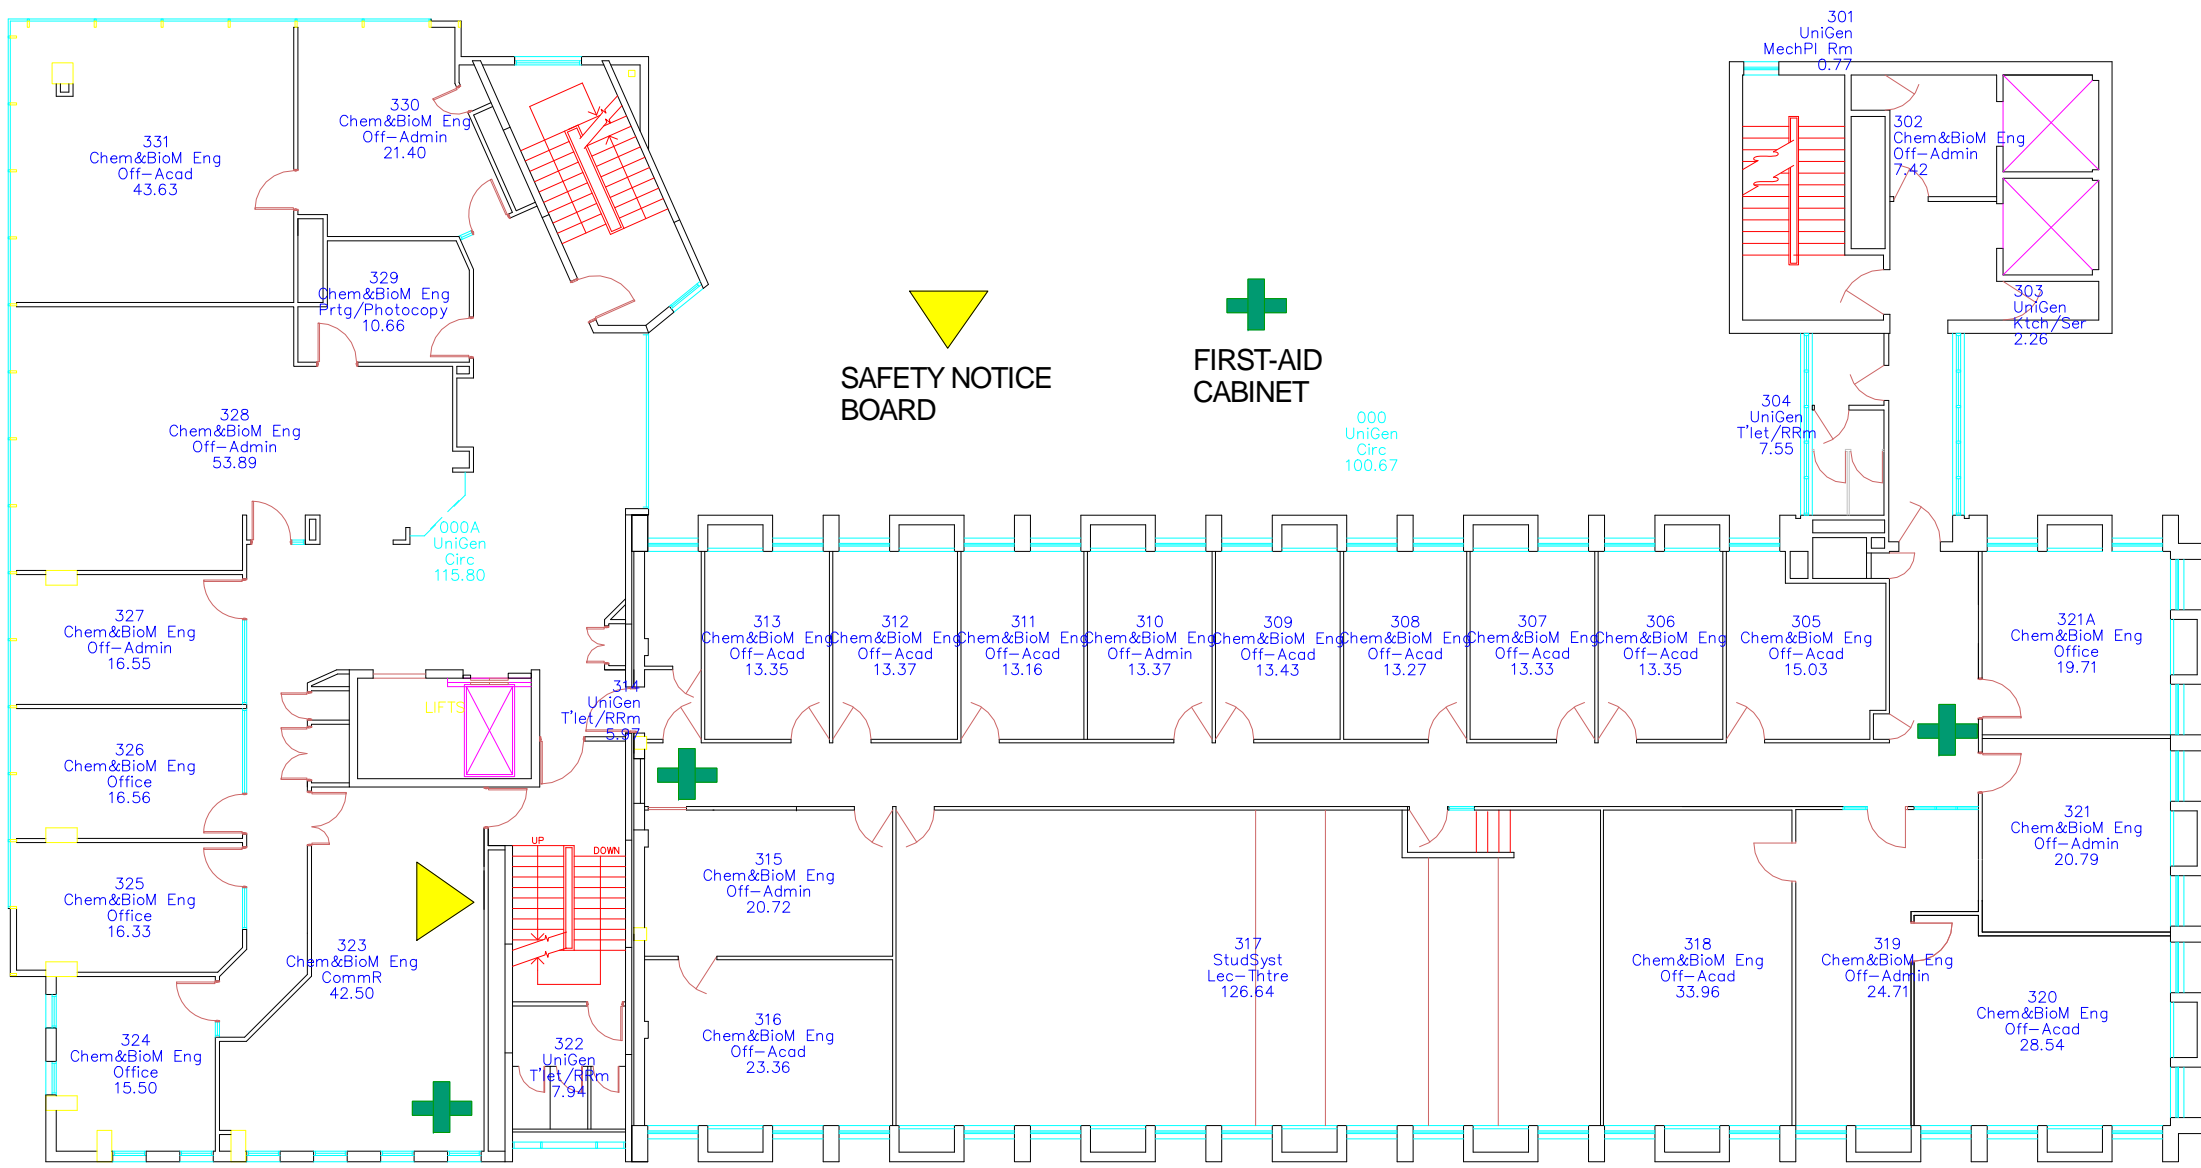 301
UniGen
MechPl Rm
0.77
330
Chem&BioM Eng
Off-Admin
21.40
331
Chem&BioM Eng
Off-Acad
43.63
302
Chem&BioM Eng
Off-Admin
7.42
329
Chem&BioM Eng
Prtg/Photocopy
10.66
303
UniGen
Ktch/Ser
2.26
SAFETY NOTICE
BOARD
FIRST-AID
CABINET
328
Chem&BioM Eng
Off-Admin
53.89
000
UniGen
Circ
100.67
304
UniGen
T'let/RRm
7.55
000A
UniGen
Circ
115.80
327
Chem&BioM Eng
Off-Admin
16.55
313
Chem&BioM Eng
Off-Acad
13.35
312
Chem&BioM Eng
Off-Acad
13.37
311
Chem&BioM Eng
Off-Acad
13.16
310
Chem&BioM Eng
Off-Admin
13.37
309
Chem&BioM Eng
Off-Acad
13.43
308
Chem&BioM Eng
Off-Acad
13.27
307
Chem&BioM Eng
Off-Acad
13.33
306
Chem&BioM Eng
Off-Acad
13.35
305
Chem&BioM Eng
Off-Acad
15.03
321A
Chem&BioM Eng
Office
19.71
LIFTS
314
UniGen
T'let/RRm
5.97
326
Chem&BioM Eng
Office
16.56
UP
DOWN
325
Chem&BioM Eng
Office
16.33
315
Chem&BioM Eng
Off-Admin
20.72
321
Chem&BioM Eng
Off-Admin
20.79
323
Chem&BioM Eng
CommR
42.50
317
StudSyst
Lec-Thtre
126.64
318
Chem&BioM Eng
Off-Acad
33.96
319
Chem&BioM Eng
Off-Admin
24.71
320
Chem&BioM Eng
Off-Acad
28.54
324
Chem&BioM Eng
Office
15.50
322
UniGen
T'let/RRm
7.94
316
Chem&BioM Eng
Off-Acad
23.36